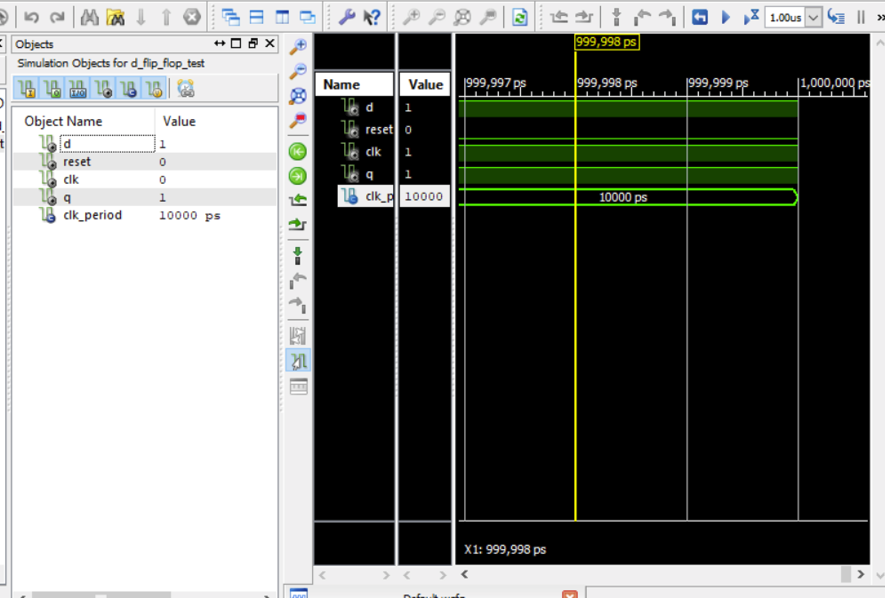 1.00us
Objects
Simulation Objects for d_flip_flop_test
Object Name Value
d 1
reset 0
clk 0
q 1
clk_period 10000 ps
999,998 ps
Name Value
999,997 ps 999,998 ps 999,999 ps 1,000,000 ps
d 1
reset 0
clk 1
q 1
clk_p 10000 10000 ps
X1: 999,998 ps